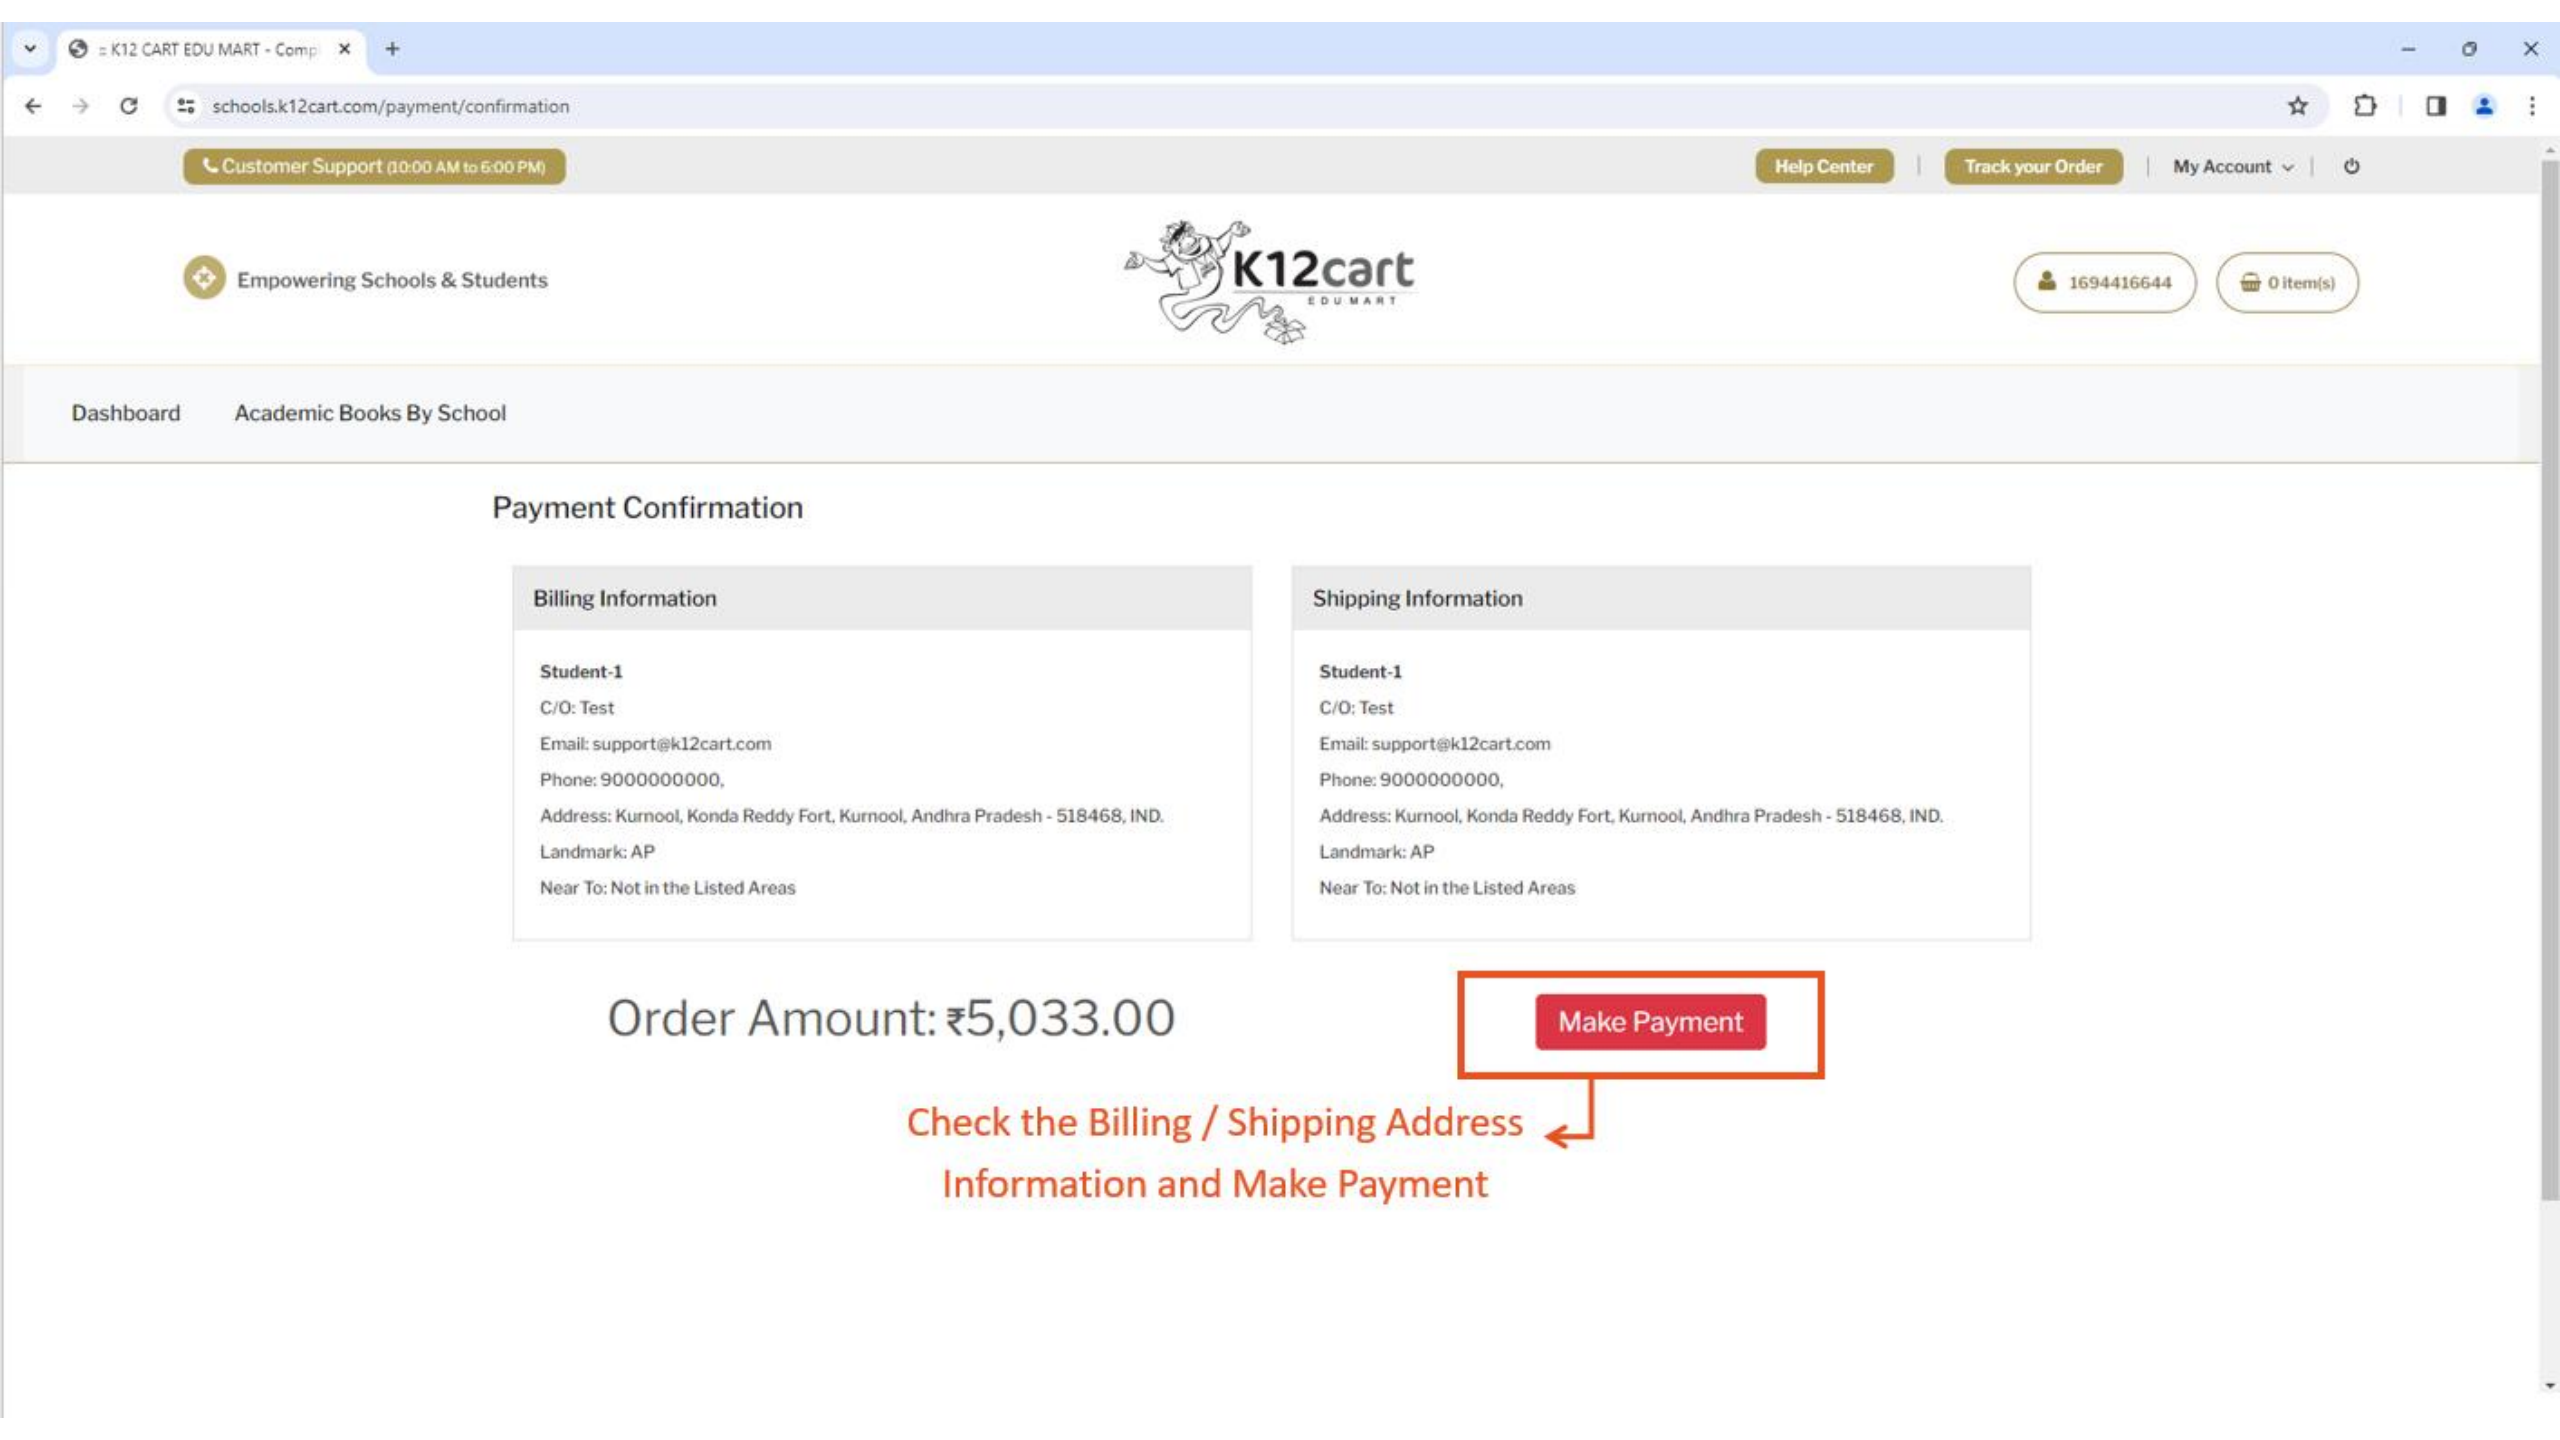 :: K12 CART EDU MART - Comp
schools.k12cart.com/payment/confirmation
Customer Support (10:00 AM to 6:00 PM)
Help Center
Track your Order
My Account
Empowering Schools & Students
K12cart
EDU MART
1694416644
0 item(s)
Dashboard
Academic Books By School
Payment Confirmation
Billing Information
Student-1
C/O: Test
Email: support@k12cart.com
Phone: 9000000000,
Address: Kurnool, Konda Reddy Fort, Kurnool, Andhra Pradesh - 518468, IND.
Landmark: AP
Near To: Not in the Listed Areas
Shipping Information
Student-1
C/O: Test
Email: support@k12cart.com
Phone: 9000000000,
Address: Kurnool, Konda Reddy Fort, Kurnool, Andhra Pradesh - 518468, IND.
Landmark: AP
Near To: Not in the Listed Areas
Order Amount: ₹5,033.00
Make Payment
Check the Billing / Shipping Address
Information and Make Payment